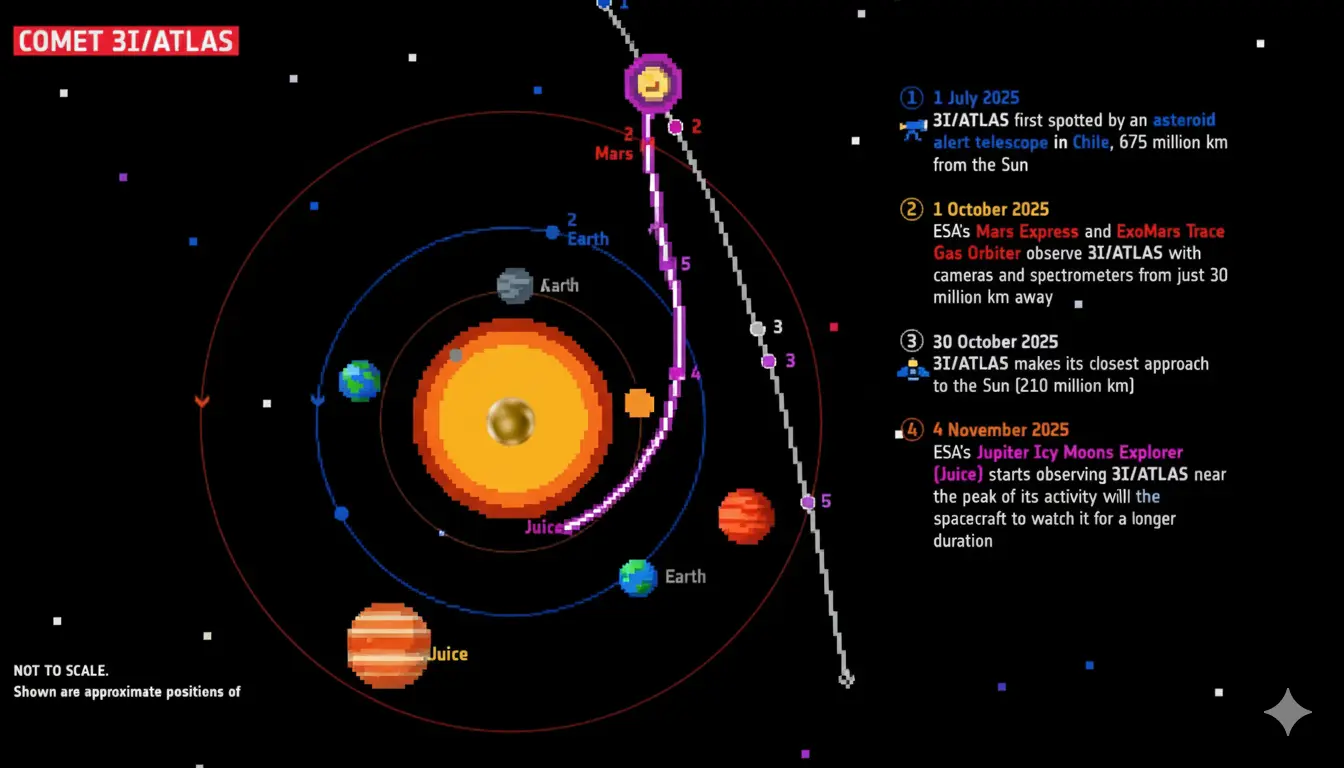 COMET 3I/ATLAS
1
2
2
Mars
2
Earth
Karth
5
3
3
4
5
Juice
Earth
Juice
NOT TO SCALE.
Shown are approximate positions of
1 1 July 2025
3I/ATLAS first spotted by an asteroid
alert telescope in Chile, 675 million km
from the Sun
2 1 October 2025
ESA's Mars Express and ExoMars Trace
Gas Orbiter observe 3I/ATLAS with
cameras and spectrometers from just 30
million km away
3 30 October 2025
3I/ATLAS makes its closest approach
to the Sun (210 million km)
4 4 November 2025
ESA's Jupiter Icy Moons Explorer
(Juice) starts observing 3I/ATLAS near
the peak of its activity will the
spacecraft to watch it for a longer
duration